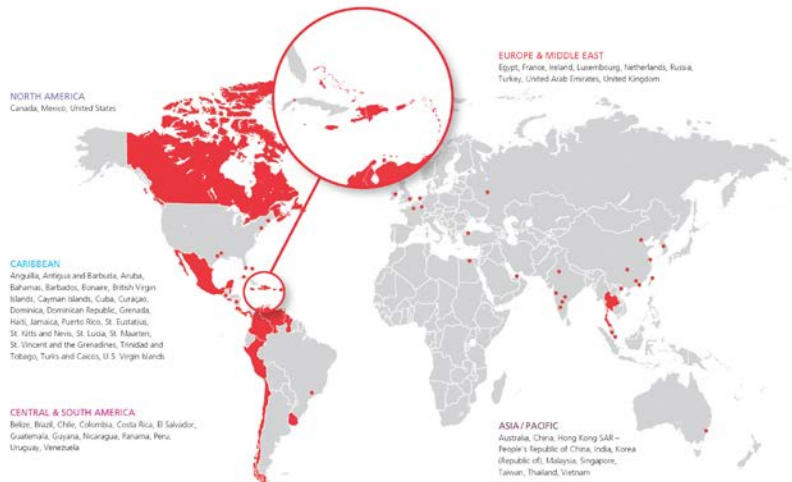 EUROPE & MIDDLE EAST
Egypt, France, Ireland, Luxembourg, Netherlands, Russia,
Turkey, United Arab Emirates, United Kingdom
NORTH AMERICA
Canada, Mexico, United States
CARIBBEAN
Anguilla, Antigua and Barbuda, Aruba,
Bahamas, Barbados, Bonaire, British Virgin
Islands, Cayman Islands, Cuba, Curaçao,
Dominica, Dominican Republic, Grenada,
Haiti, Jamaica, Puerto Rico, St. Eustatius,
St. Kitts and Nevis, St. Lucia, St. Maarten,
St. Vincent and the Grenadines, Trinidad and
Tobago, Turks and Caicos, U.S. Virgin Islands
CENTRAL & SOUTH AMERICA
Belize, Brazil, Chile, Colombia, Costa Rica, El Salvador,
Guatemala, Guyana, Nicaragua, Panama, Peru,
Uruguay, Venezuela
ASIA / PACIFIC
Australia, China, Hong Kong SAR –
People's Republic of China, India, Korea
(Republic of), Malaysia, Singapore,
Taiwan, Thailand, Vietnam